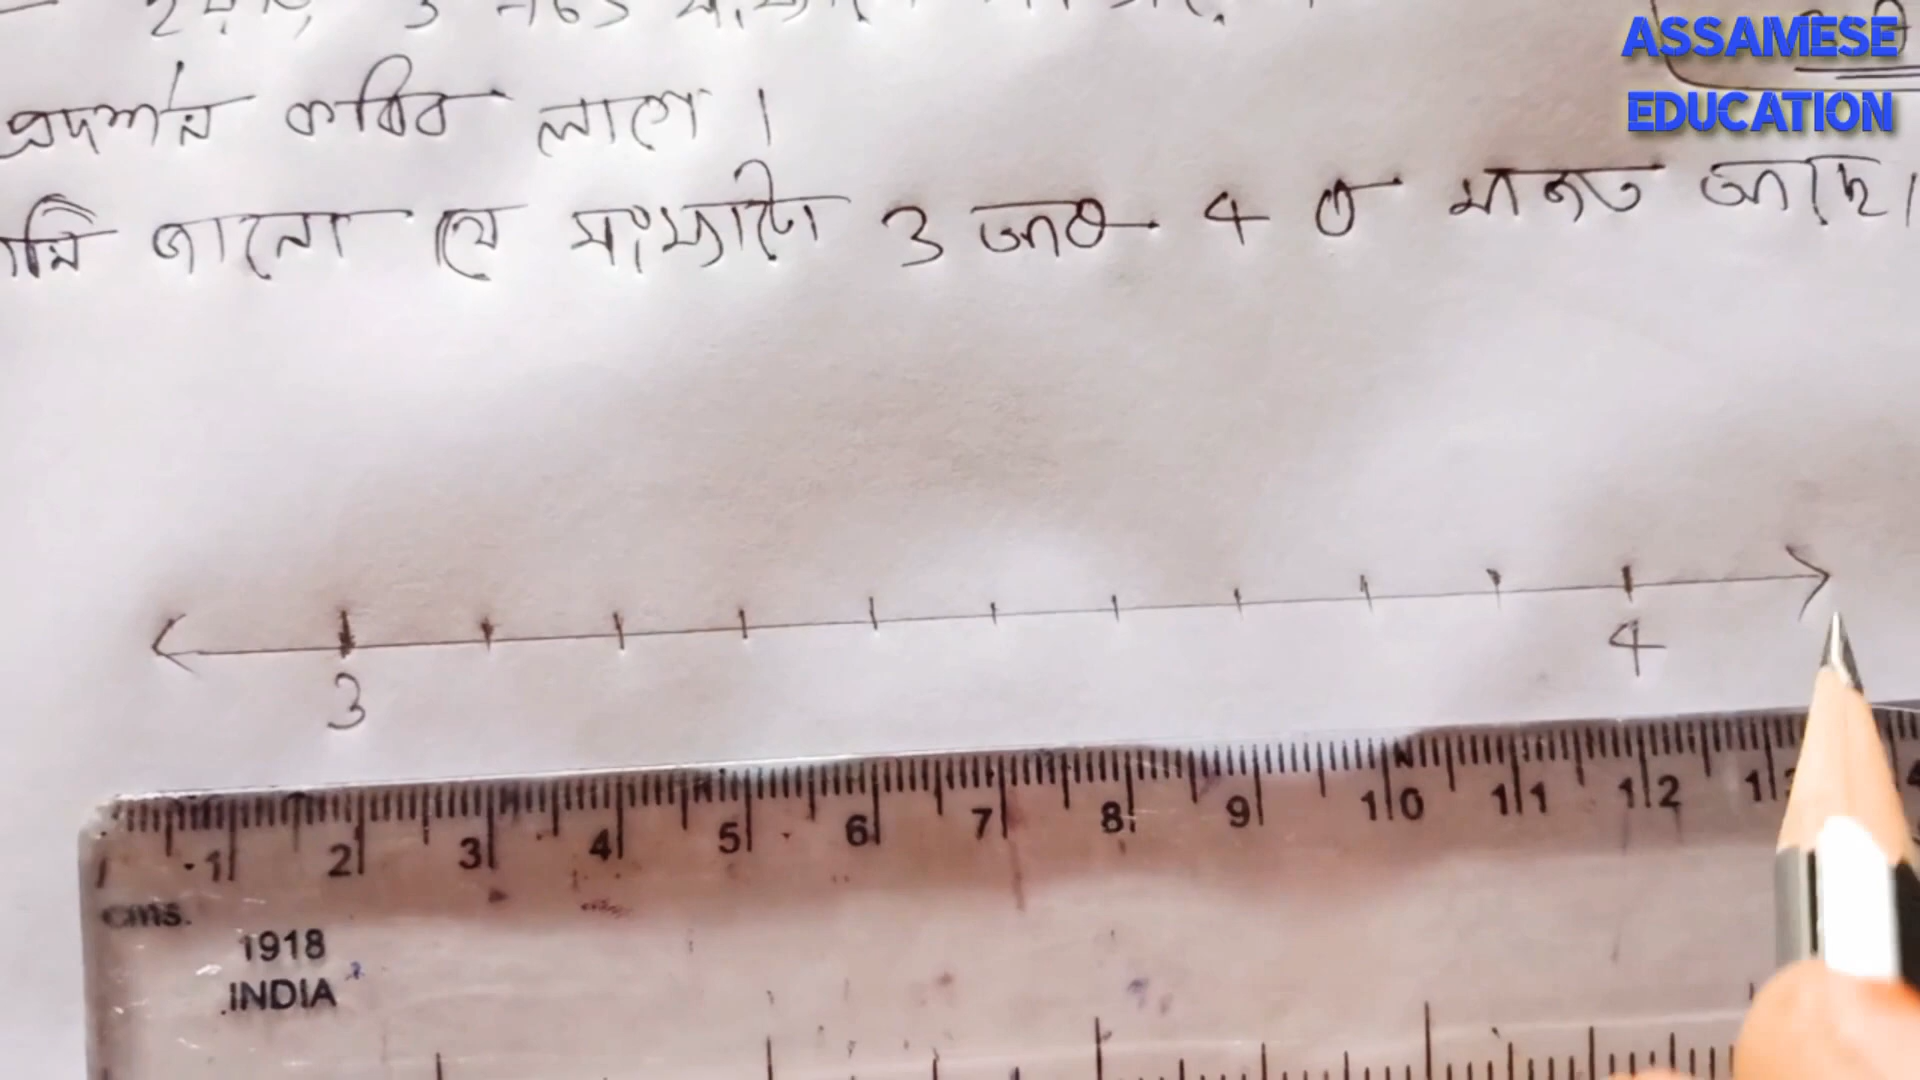 প্ৰদৰ্শন কৰিব লাগে।
জানো যে সংখ্যাটো 3 আৰু 4 ৰ মাজত আছে।
ASSAMESE
EDUCATION
3
4
1 2 3 4 5 6 7 8 9 10 11 12
cms.
1918
INDIA